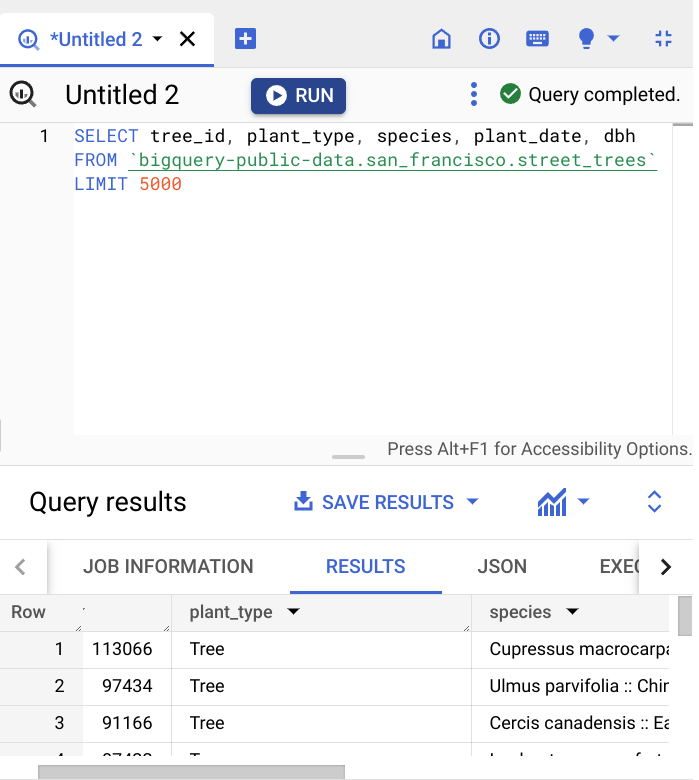 *Untitled 2
Untitled 2 RUN Query completed.
1 SELECT tree_id, plant_type, species, plant_date, dbh
FROM `bigquery-public-data.san_francisco.street_trees`
LIMIT 5000
Press Alt+F1 for Accessibility Options.
Query results SAVE RESULTS
JOB INFORMATION RESULTS JSON
Row plant_type species
1 113066 Tree Cupressus macrocarpa
2 97434 Tree Ulmus parvifolia ::
3 91166 Tree Cercis canadensis ::